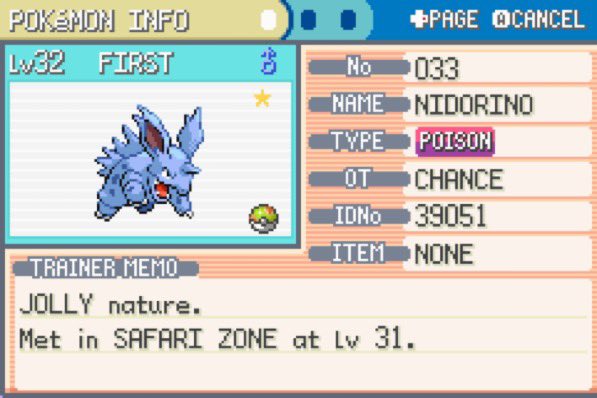 POKéMON INFO
PAGE CANCEL
Lv32 FIRST ♂
No 033
NAME NIDORINO
TYPE POISON
OT CHANCE
IDNo 39051
ITEM NONE
TRAINER MEMO
JOLLY nature.
Met in SAFARI ZONE at Lv 31.